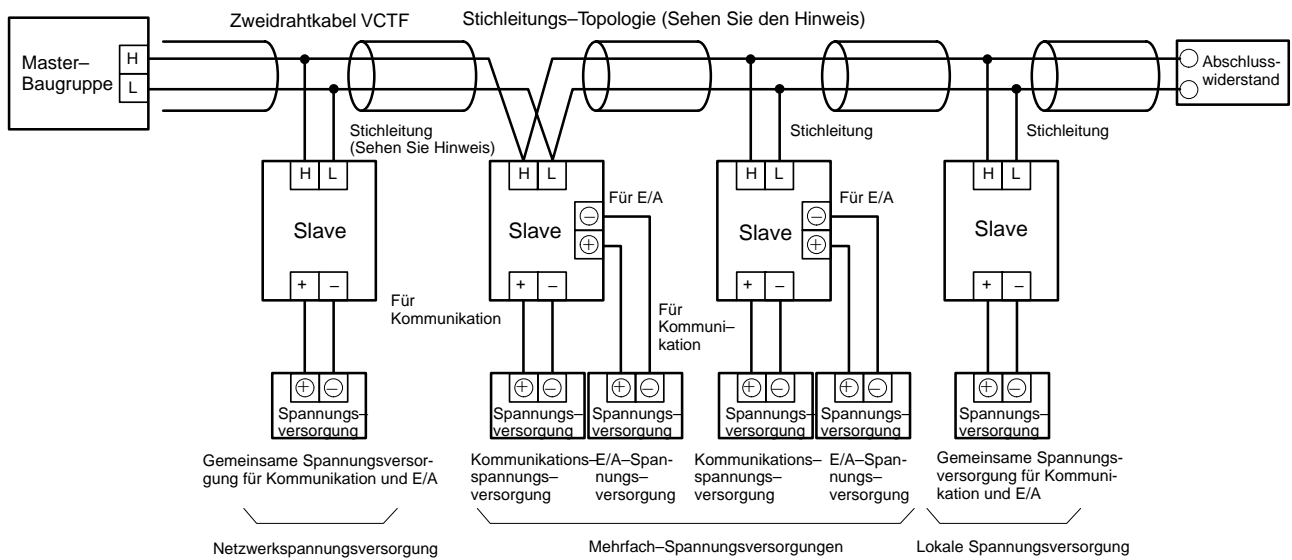 Zweidrahtkabel VCTF
Stichleitungs–Topologie (Sehen Sie den Hinweis)
Master–
Baugruppe
H
L
Abschluss-
widerstand
Stichleitung
(Sehen Sie Hinweis)
Stichleitung
Stichleitung
H L
H L
H L
H L
Für E/A
Für E/A
Slave
Slave
Slave
Slave
–
+
–
+
+ –
+ –
+ –
+ –
Für
Kommunikation
Für
Kommuni–
kation
+ –
+ –
+ –
+ –
+ –
+ –
Spannungs–
versorgung
Spannungs–
versorgung
Spannungs–
versorgung
Spannungs–
versorgung
Spannungs–
versorgung
Spannungs–
versorgung
Gemeinsame Spannungsversor-
gung für Kommunikation und E/A
Kommunikations–
spannungs–
versorgung
E/A–Span-
nungs–
versorgung
Kommunikations–
spannungs–
versorgung
E/A–Span-
nungs–
versorgung
Gemeinsame Spannungs-
versorgung für Kommuni-
kation und E/A
Netzwerkspannungsversorgung
Mehrfach–Spannungsversorgungen
Lokale Spannungsversorgung